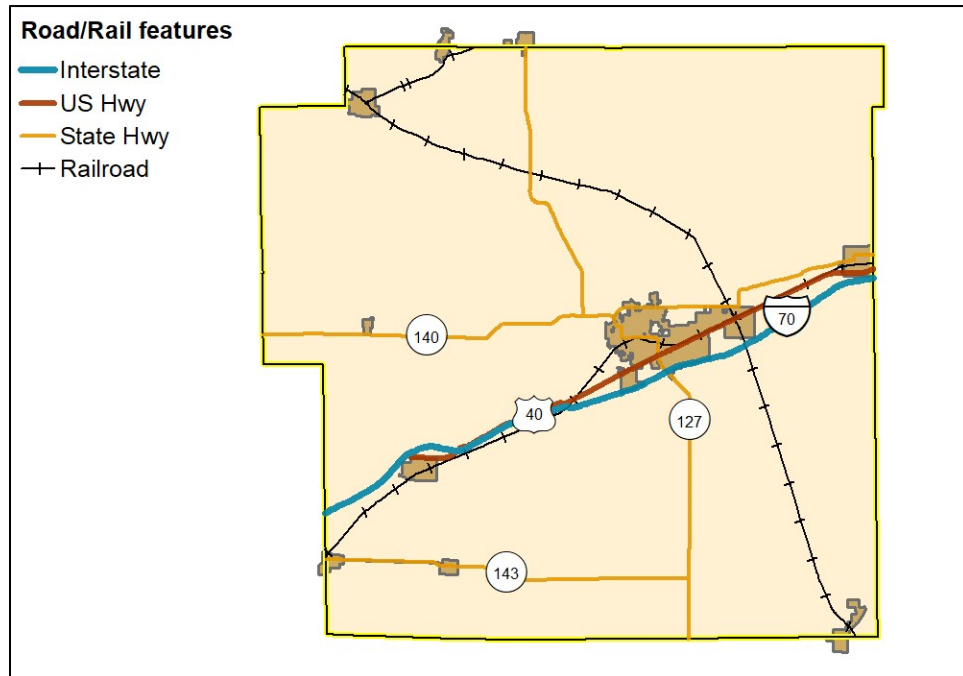 Road/Rail features
Interstate
US Hwy
State Hwy
Railroad
70
140
40
127
143